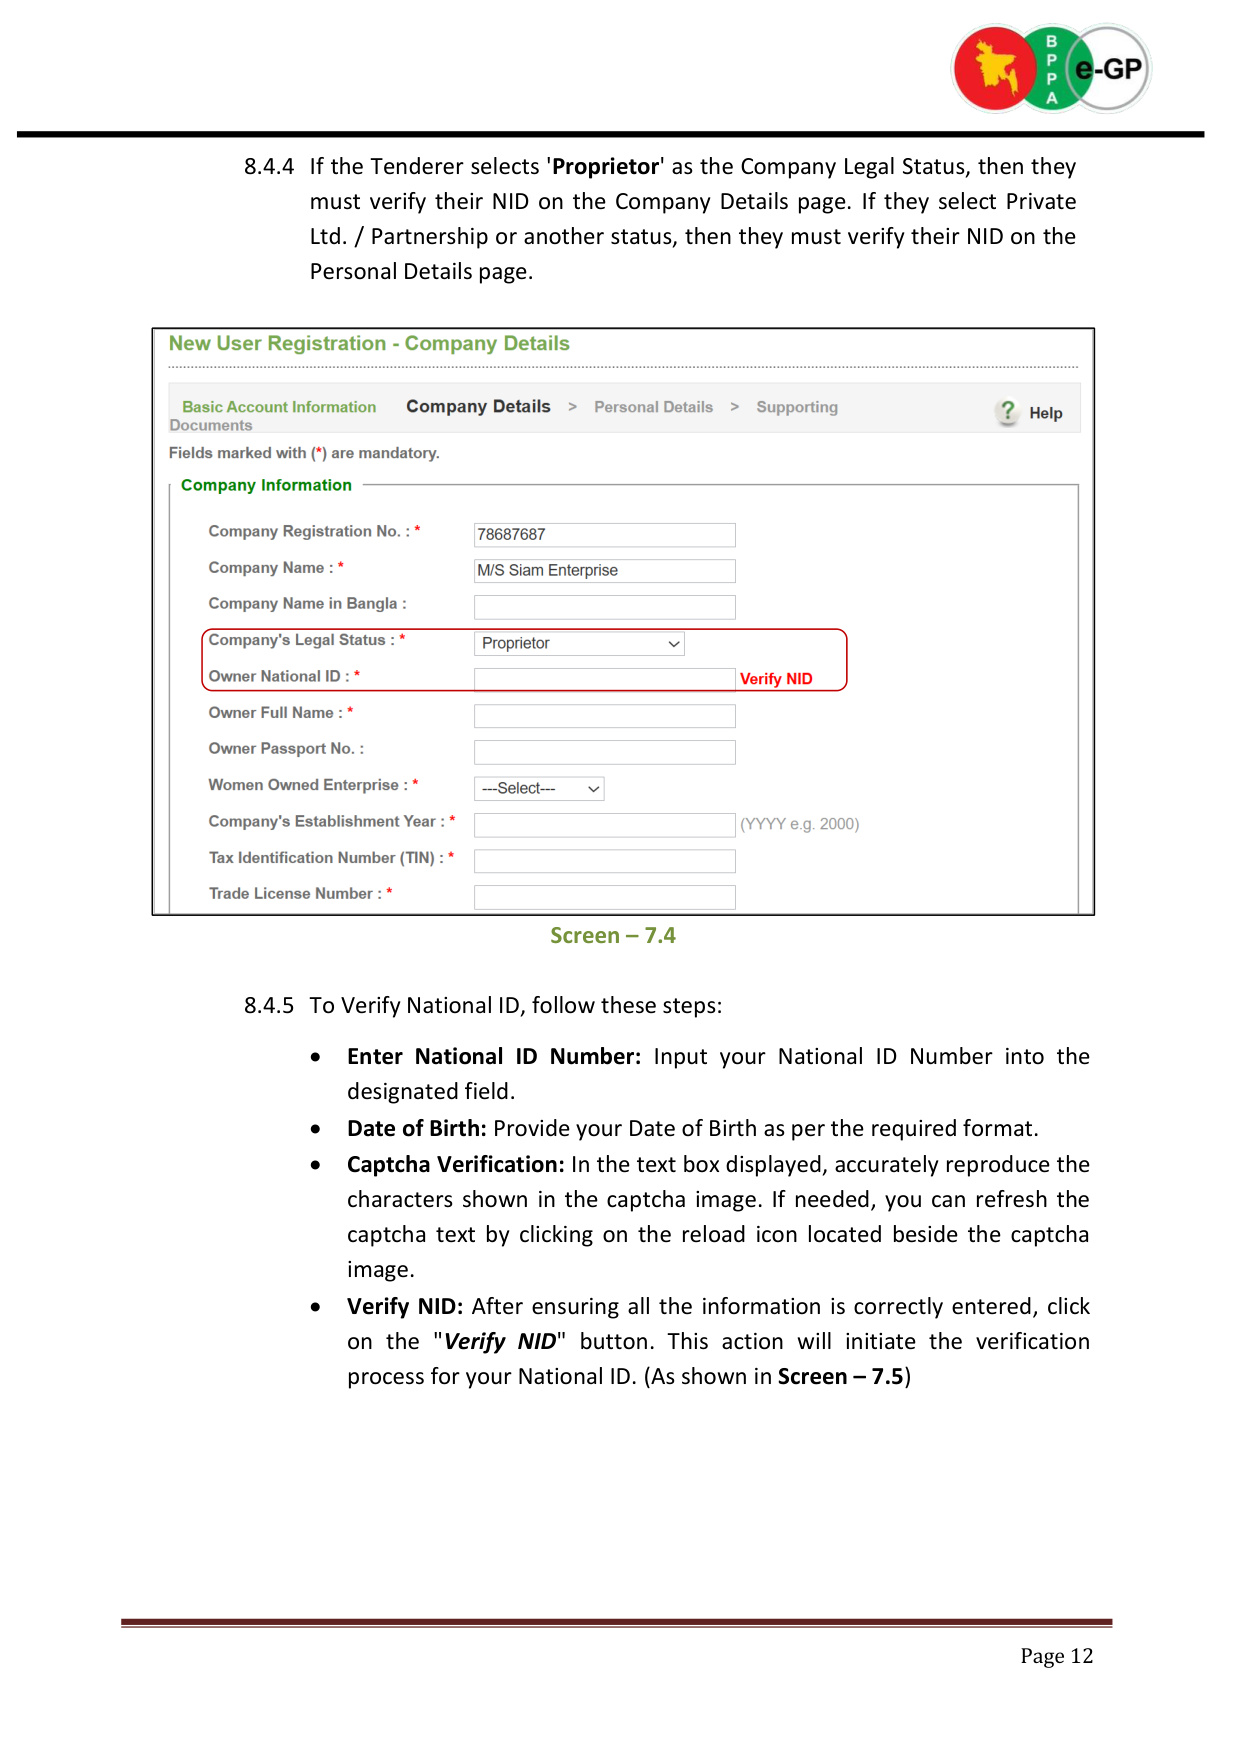 B
P
P
A
e-GP
8.4.4 If the Tenderer selects 'Proprietor' as the Company Legal Status, then they
must verify their NID on the Company Details page. If they select Private
Ltd. / Partnership or another status, then they must verify their NID on the
Personal Details page.
New User Registration - Company Details
Basic Account Information Company Details > Personal Details > Supporting
Documents
Help
Fields marked with (*) are mandatory.
Company Information
Company Registration No. : * 78687687
Company Name : * M/S Siam Enterprise
Company Name in Bangla :
Company's Legal Status : * Proprietor
Owner National ID : * Verify NID
Owner Full Name : *
Owner Passport No. :
Women Owned Enterprise : * ---Select---
Company's Establishment Year : * (YYYY e.g. 2000)
Tax Identification Number (TIN) : *
Trade License Number : *
Screen – 7.4
8.4.5 To Verify National ID, follow these steps:
• Enter National ID Number: Input your National ID Number into the
designated field.
• Date of Birth: Provide your Date of Birth as per the required format.
• Captcha Verification: In the text box displayed, accurately reproduce the
characters shown in the captcha image. If needed, you can refresh the
captcha text by clicking on the reload icon located beside the captcha
image.
• Verify NID: After ensuring all the information is correctly entered, click
on the "Verify NID" button. This action will initiate the verification
process for your National ID. (As shown in Screen – 7.5)
Page 12